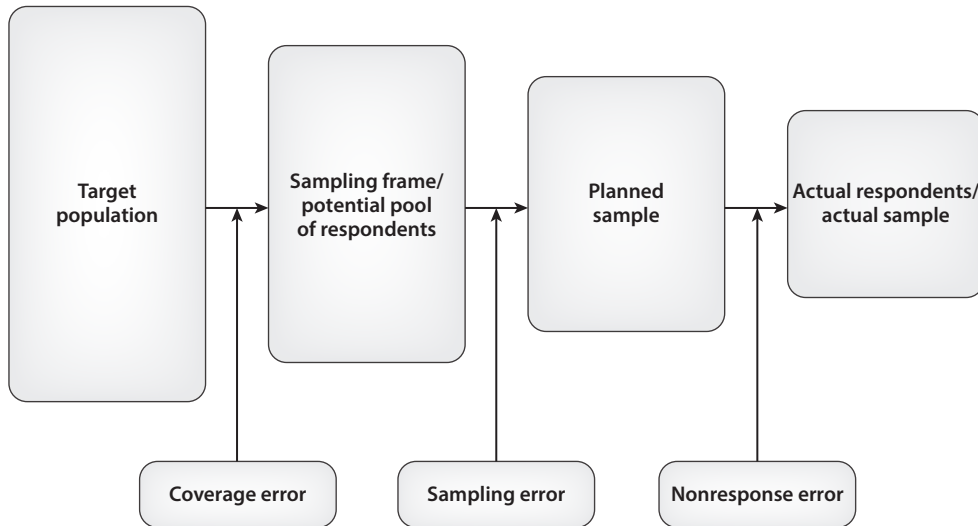 Target
population
Sampling frame/
potential pool
of respondents
Planned
sample
Actual respondents/
actual sample
Coverage error
Sampling error
Nonresponse error